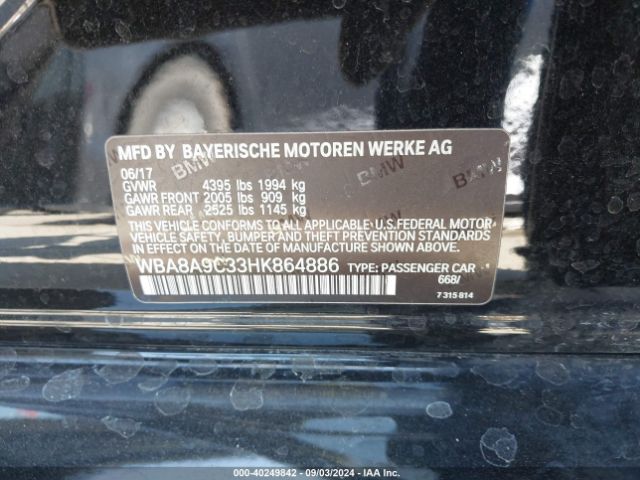 MFD BY BAYERISCHE MOTOREN WERKE AG
06/17
GVWR 4395 lbs 1994 kg
GAWR FRONT 2005 lbs 909 kg
GAWR REAR 2525 lbs 1145 kg
THIS VEHICLE CONFORMS TO ALL APPLICABLE U.S.FEDERAL MOTOR
VEHICLE SAFETY, BUMPER, AND THEFT PREVENTION STANDARDS
IN EFFECT ON THE DATE OF MANUFACTURE SHOWN ABOVE.
WBA8A9C33HK864886 TYPE: PASSENGER CAR
668/
7 315 814
BMW
BMW
BMW
000-40249842 - 09/03/2024 - IAA Inc.